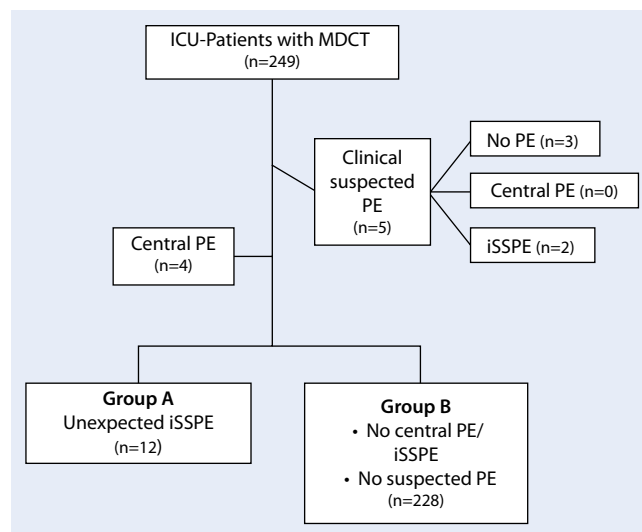 ICU-Patients with MDCT
(n=249)
Clinical
suspected
PE
(n=5)
No PE (n=3)
Central PE (n=0)
iSSPE (n=2)
Central PE
(n=4)
Group A
Unexpected iSSPE
(n=12)
Group B
• No central PE/
iSSPE
• No suspected PE
(n=228)